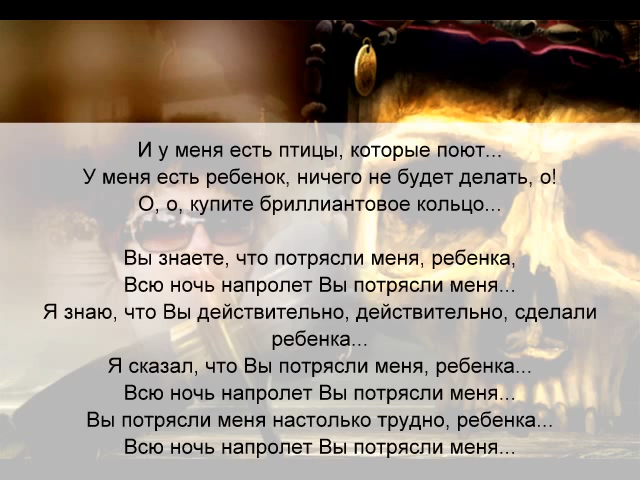 И у меня есть птицы, которые поют...
У меня есть ребенок, ничего не будет делать, о!
О, о, купите бриллиантовое кольцо...
Вы знаете, что потрясли меня, ребенка,
Всю ночь напролет Вы потрясли меня...
Я знаю, что Вы действительно, действительно, сделали
ребенка...
Я сказал, что Вы потрясли меня, ребенка...
Всю ночь напролет Вы потрясли меня...
Вы потрясли меня настолько трудно, ребенка...
Всю ночь напролет Вы потрясли меня...